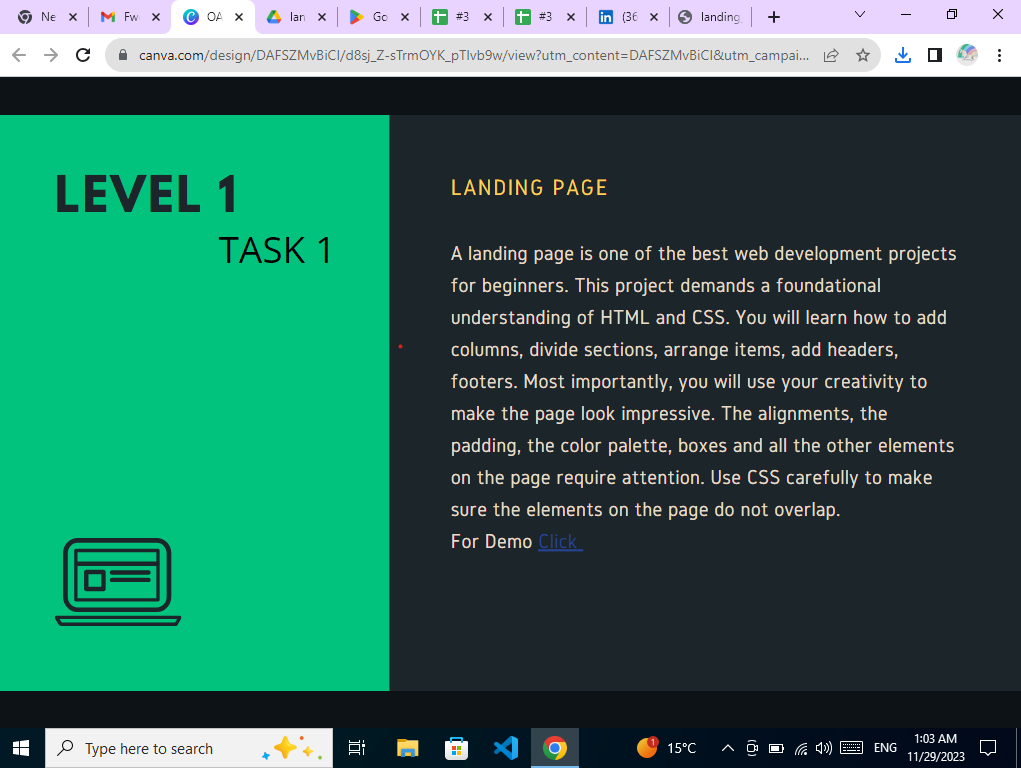 Ne
Fw
OA
lan
Go
#3
#3
(36
landing
canva.com/design/DAFSZMvBiCI/d8sj_Z-sTrmOYK_pTlvb9w/view?utm_content=DAFSZMvBiCI&utm_campai...
LEVEL 1
TASK 1
LANDING PAGE
A landing page is one of the best web development projects
for beginners. This project demands a foundational
understanding of HTML and CSS. You will learn how to add
columns, divide sections, arrange items, add headers,
footers. Most importantly, you will use your creativity to
make the page look impressive. The alignments, the
padding, the color palette, boxes and all the other elements
on the page require attention. Use CSS carefully to make
sure the elements on the page do not overlap.
For Demo Click
Type here to search
1
15°C
ENG
1:03 AM
11/29/2023